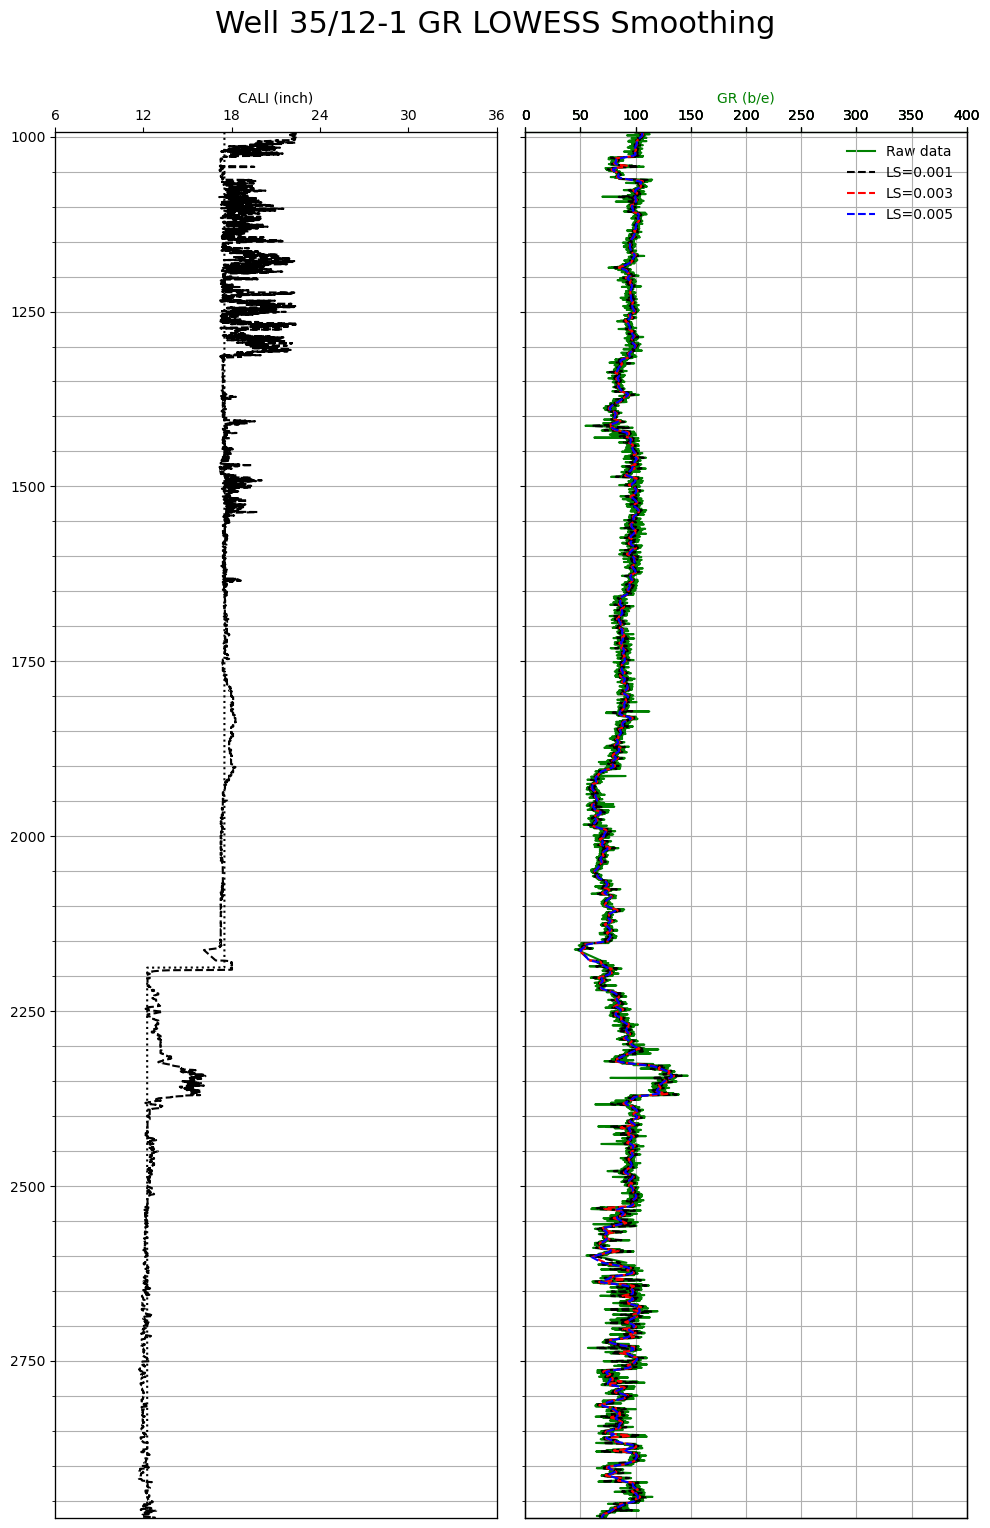 Well 35/12-1 GR LOWESS Smoothing
CALI (inch)
GR (b/e)
6 12 18 24 30 36
0 50 100 150 200 250 300 350 400
Raw data
LS=0.001
LS=0.003
LS=0.005
1000
1250
1500
1750
2000
2250
2500
2750